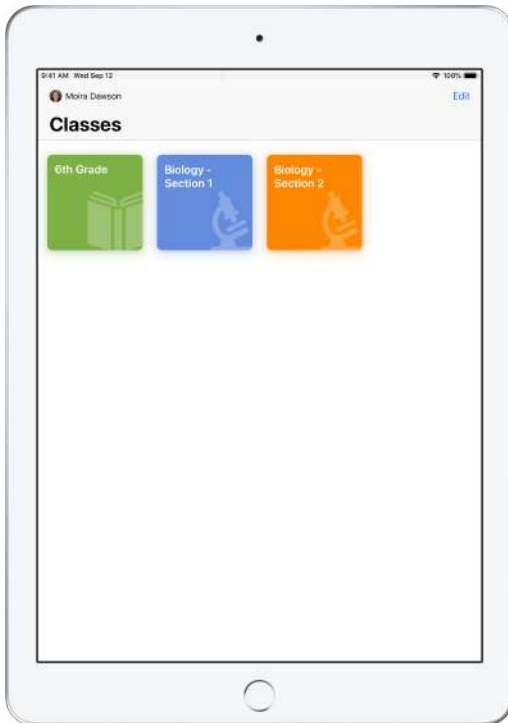 9:41 AM Wed Sep 12
100%
Moira Dawson
Edit
Classes
6th Grade
Biology -
Section 1
Biology -
Section 2